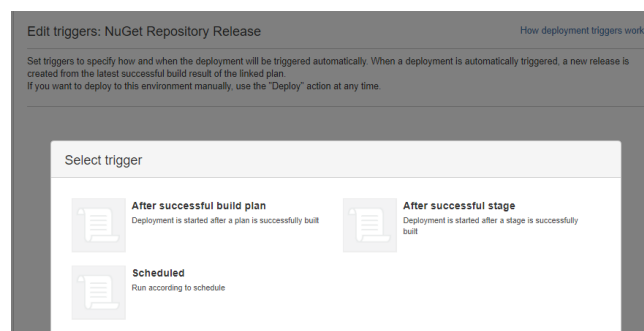 Edit triggers: NuGet Repository Release
How deployment triggers work
Set triggers to specify how and when the deployment will be triggered automatically. When a deployment is automatically triggered, a new release is
created from the latest successful build result of the linked plan.
If you want to deploy to this environment manually, use the "Deploy" action at any time.
Select trigger
After successful build plan
Deployment is started after a plan is successfully built
After successful stage
Deployment is started after a stage is successfully
built
Scheduled
Run according to schedule